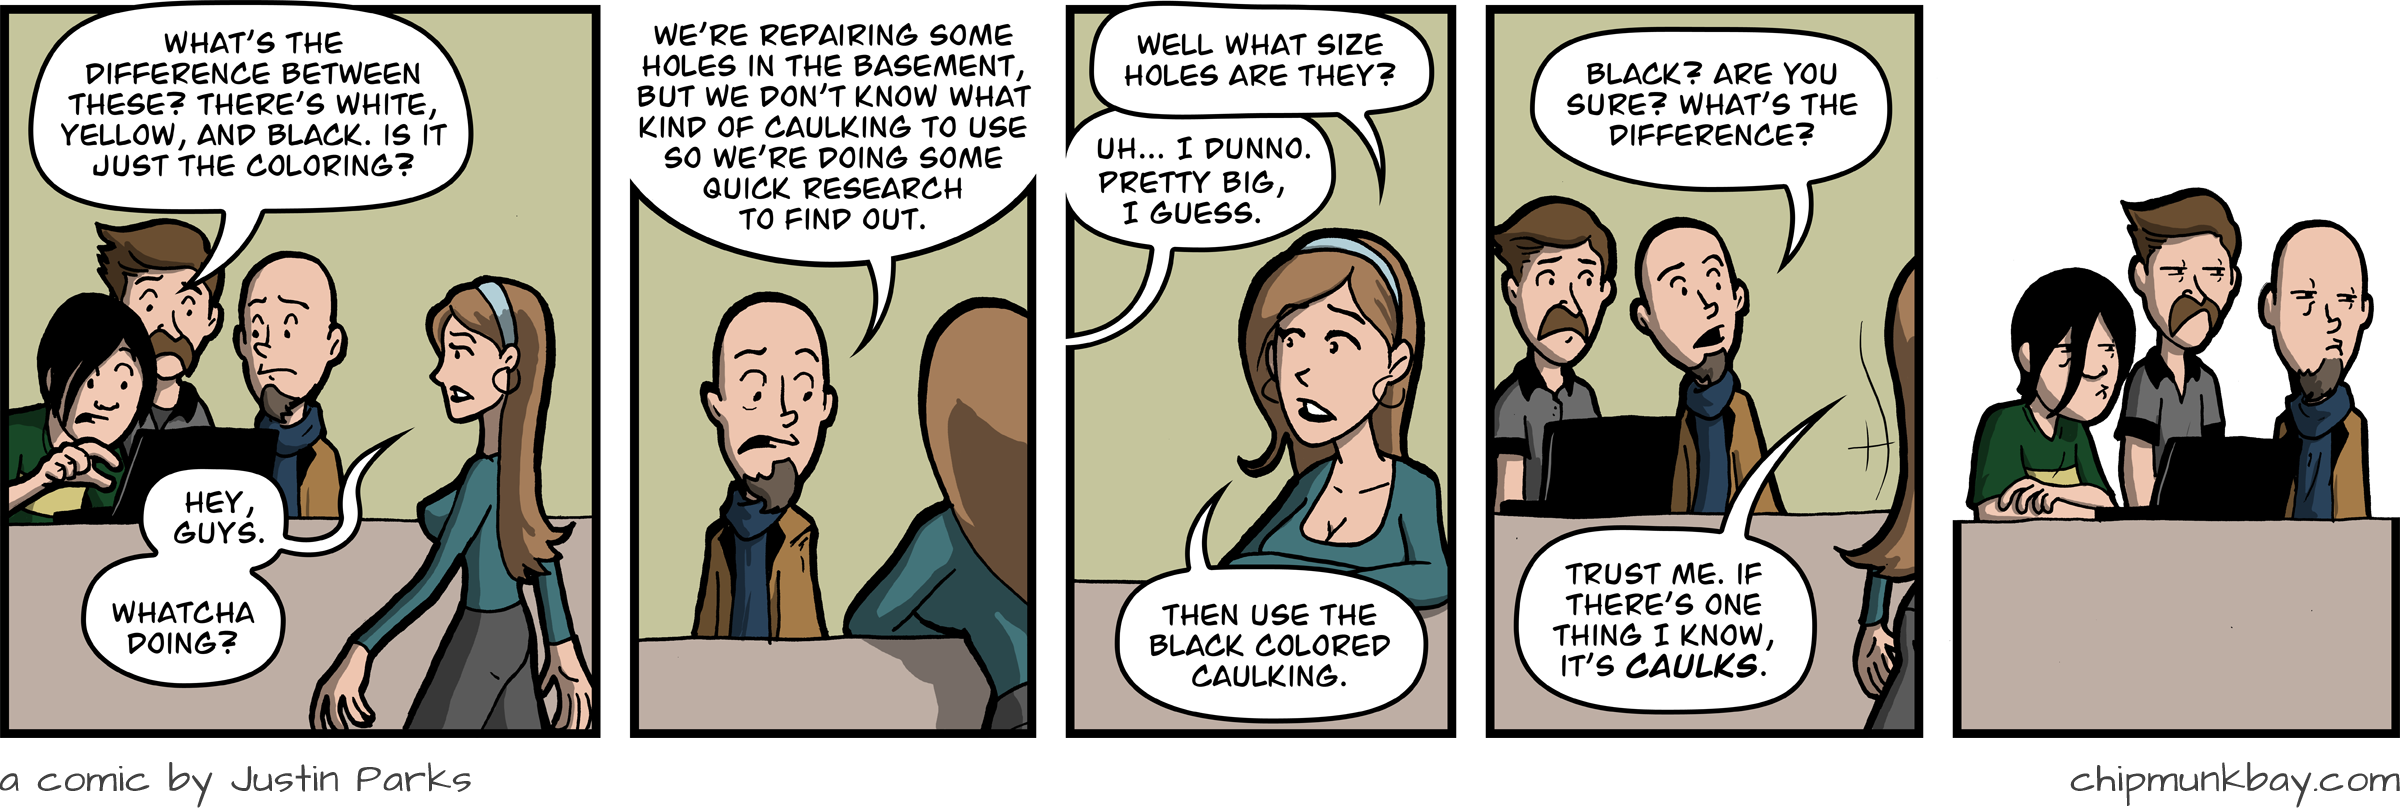 WHAT'S THE
DIFFERENCE BETWEEN
THESE? THERE'S WHITE,
YELLOW, AND BLACK. IS IT
JUST THE COLORING?
HEY,
GUYS.
WHATCHA
DOING?
WE'RE REPAIRING SOME
HOLES IN THE BASEMENT,
BUT WE DON'T KNOW WHAT
KIND OF CAULKING TO USE
SO WE'RE DOING SOME
QUICK RESEARCH
TO FIND OUT.
WELL WHAT SIZE
HOLES ARE THEY?
UH... I DUNNO.
PRETTY BIG,
I GUESS.
THEN USE THE
BLACK COLORED
CAULKING.
BLACK? ARE YOU
SURE? WHAT'S THE
DIFFERENCE?
TRUST ME. IF
THERE'S ONE
THING I KNOW,
IT'S CAULKS.
a comic by Justin Parks
chipmunkbay.com